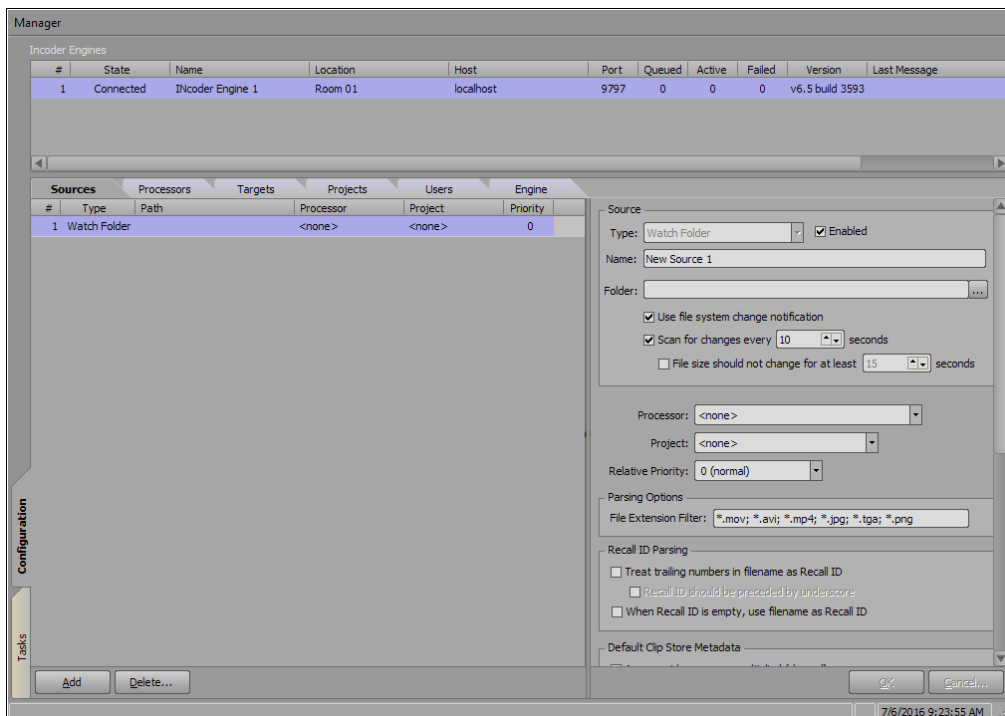 Manager
Incoder Engines
# State Name Location Host Port Queued Active Failed Version Last Message
1 Connected INcoder Engine 1 Room 01 localhost 9797 0 0 0 v6.5 build 3593
Sources Processors Targets Projects Users Engine
# Type Path Processor Project Priority
1 Watch Folder <none> <none> 0
Source
Type: Watch Folder Enabled
Name: New Source 1
Folder: ...
Use file system change notification
Scan for changes every 10 seconds
File size should not change for at least 15 seconds
Processor: <none>
Project: <none>
Relative Priority: 0 (normal)
Parsing Options
File Extension Filter: *.mov; *.avi; *.mp4; *.jpg; *.tga; *.png
Recall ID Parsing
Treat trailing numbers in filename as Recall ID
Recall ID should be preceded by underscore
When Recall ID is empty, use filename as Recall ID
Default Clip Store Metadata
Configuration
Tasks
Add Delete... OK Cancel...
7/6/2016 9:23:55 AM